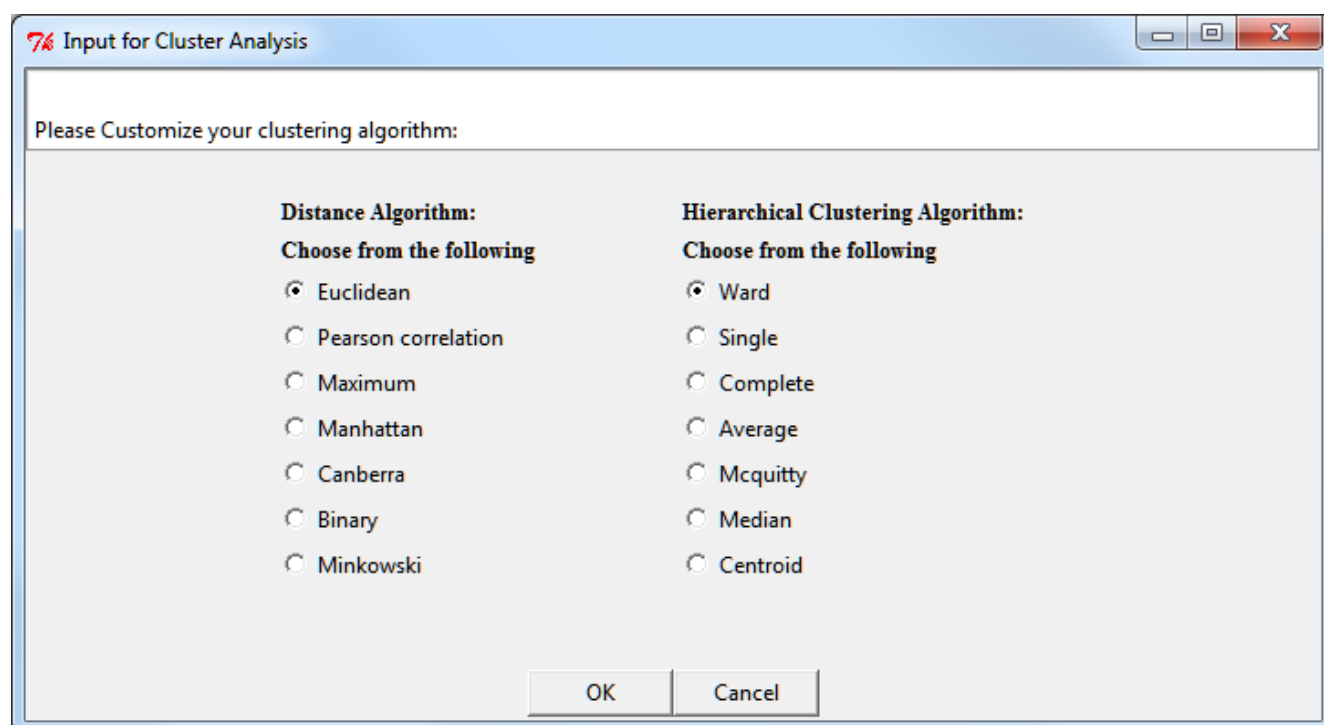 Input for Cluster Analysis
Please Customize your clustering algorithm:
Distance Algorithm:
Choose from the following
Euclidean
Pearson correlation
Maximum
Manhattan
Canberra
Binary
Minkowski
Hierarchical Clustering Algorithm:
Choose from the following
Ward
Single
Complete
Average
Mcquitty
Median
Centroid
OK
Cancel